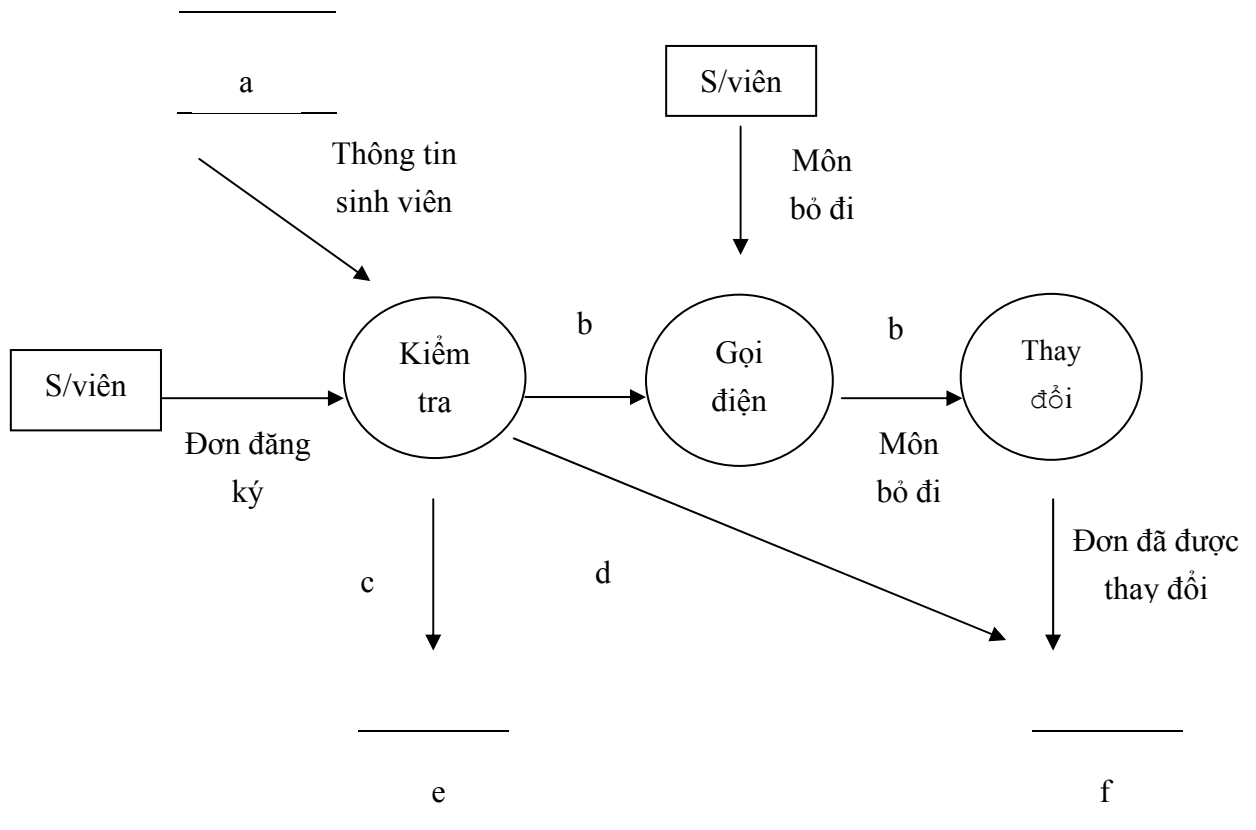 a
S/viên
Thông tin
sinh viên
Môn
bỏ đi
S/viên
Đơn đăng
ký
Kiểm
tra
b
Gọi
điện
b
Môn
bỏ đi
Thay
đổi
c
d
Đơn đã được
thay đổi
e
f